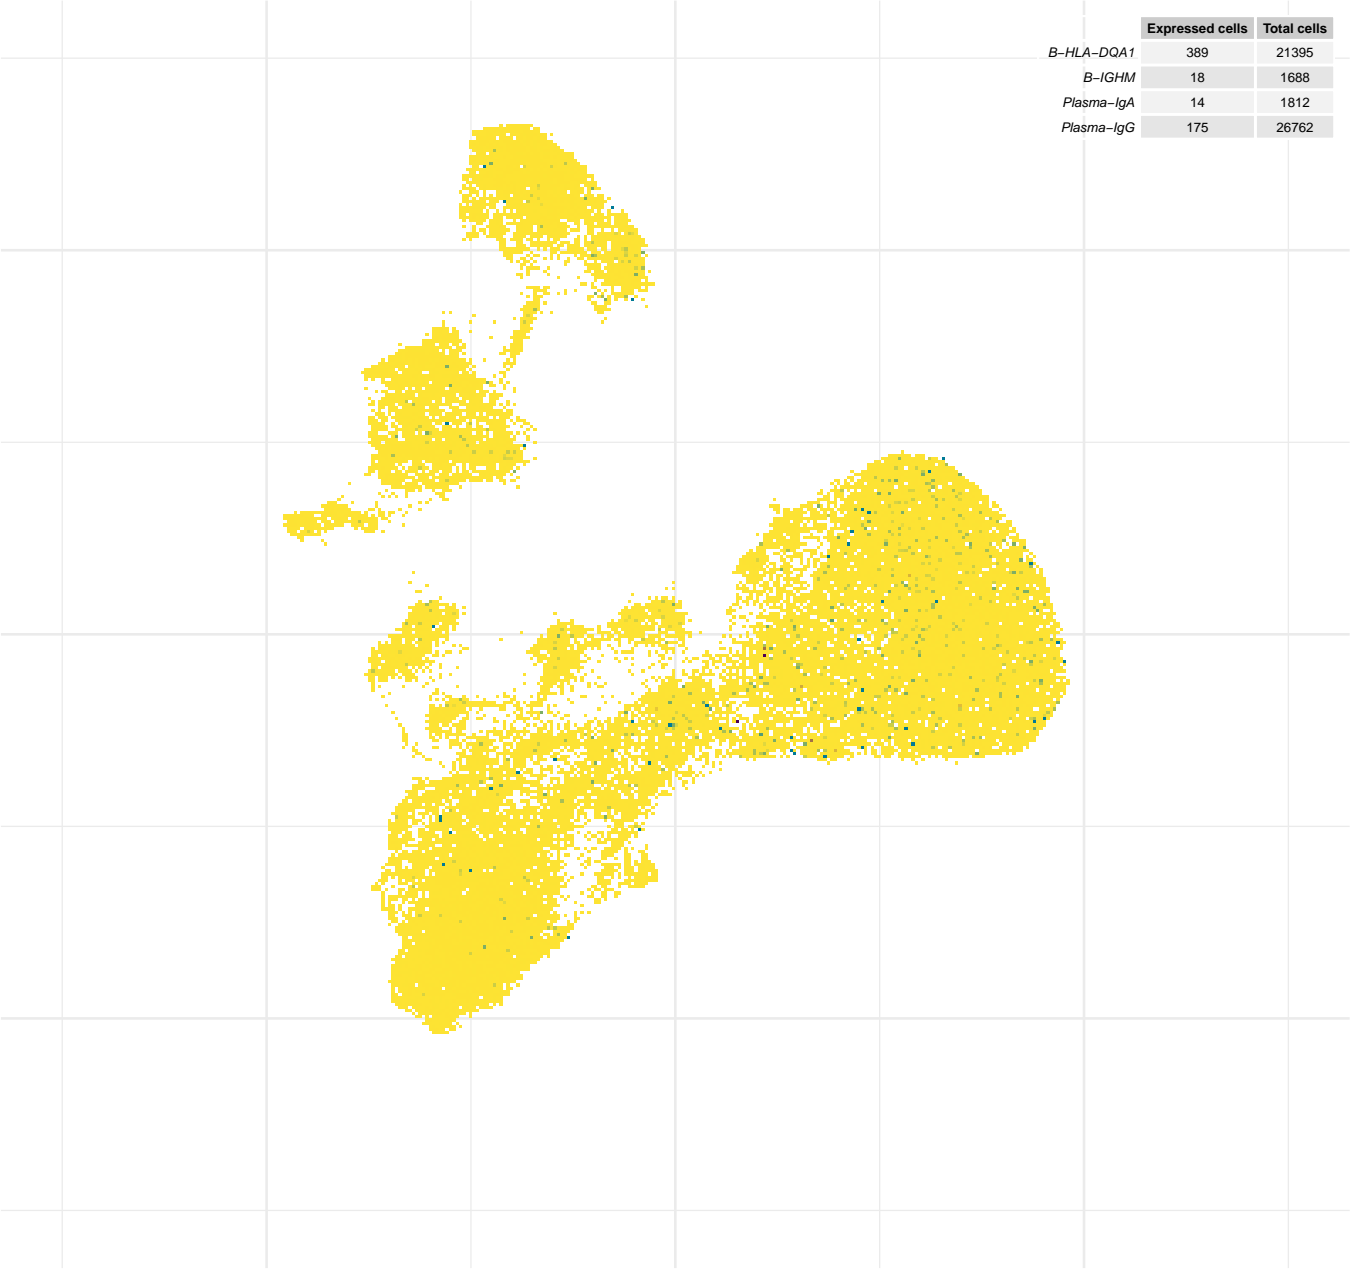 Expressed cells Total cells
B−HLA−DQA1 389 21395
B−IGHM 18 1688
Plasma−IgA 14 1812
Plasma−IgG 175 26762